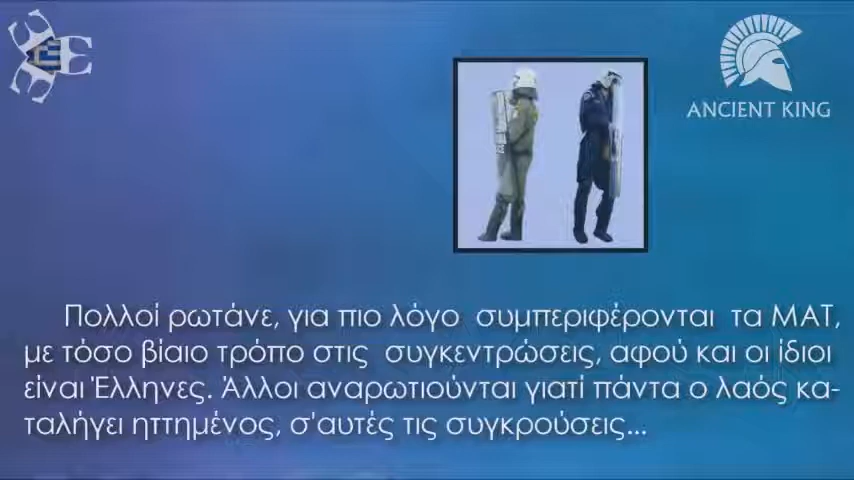 ANCIENT KING
Πολλοί ρωτάνε, για πιο λόγο συμπεριφέρονται τα ΜΑΤ,
με τόσο βίαιο τρόπο στις συγκεντρώσεις, αφού και οι ίδιοι
είναι Έλληνες. Άλλοι αναρωτιούνται γιατί πάντα ο λαός κα-
ταλήγει ηττημένος, σ'αυτές τις συγκρούσεις...